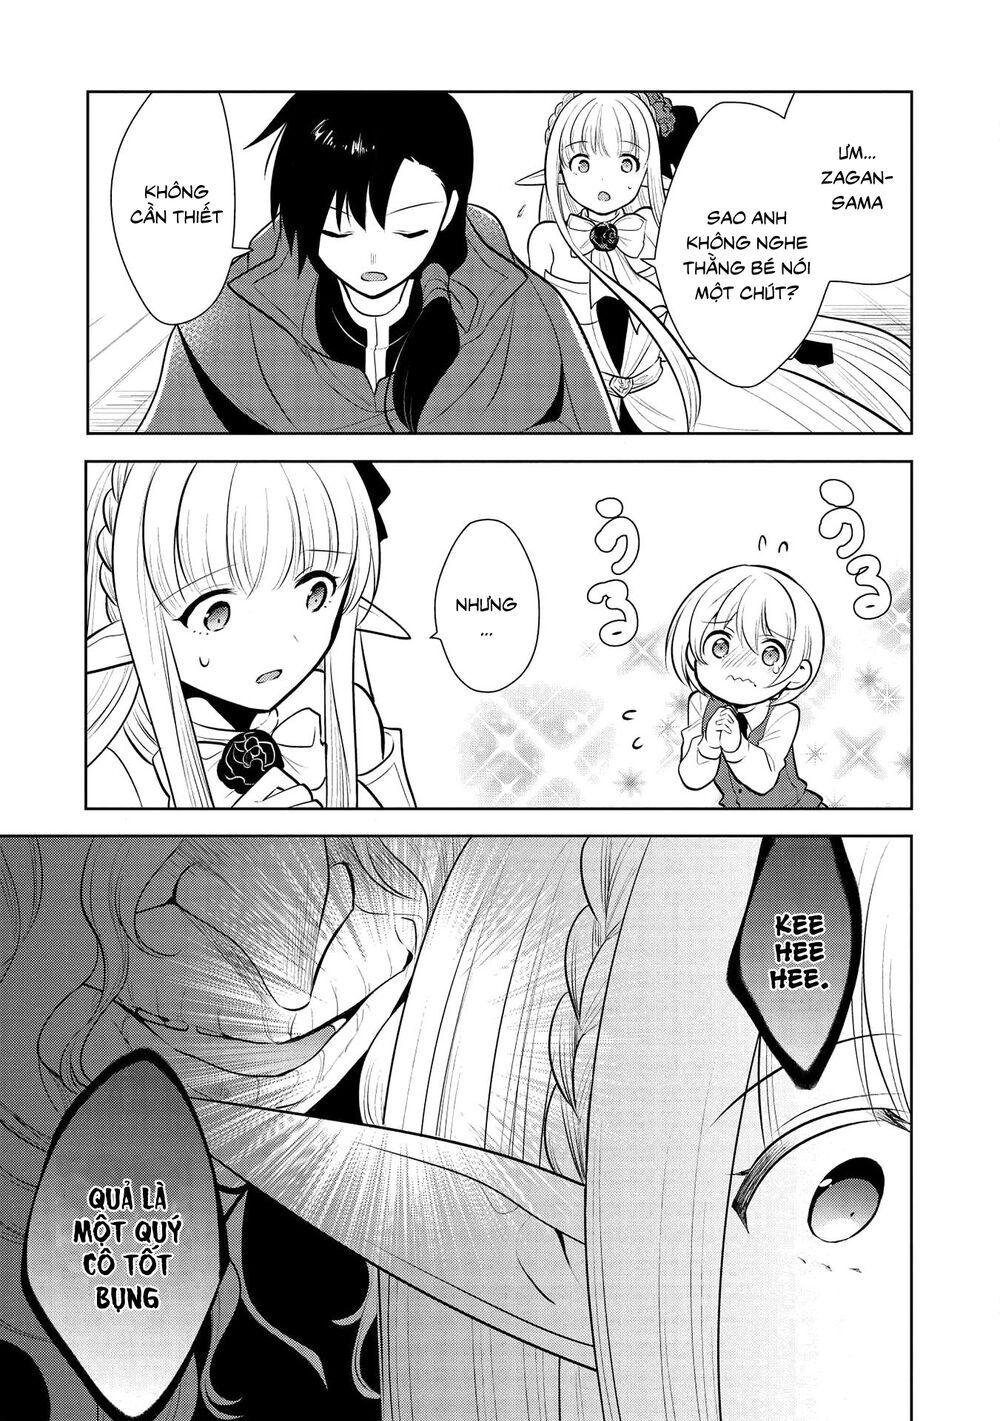 ƯM...
ZAGAN-
SAMA
SAO ANH
KHÔNG NGHE
THẰNG BÉ NÓI
MỘT CHÚT?
KHÔNG
CẦN THIẾT
うる
うる
NHƯNG
...
KEE
HEE
HEE.
QUẢ LÀ
MỘT QUÝ
CÔ TỐT
BỤNG